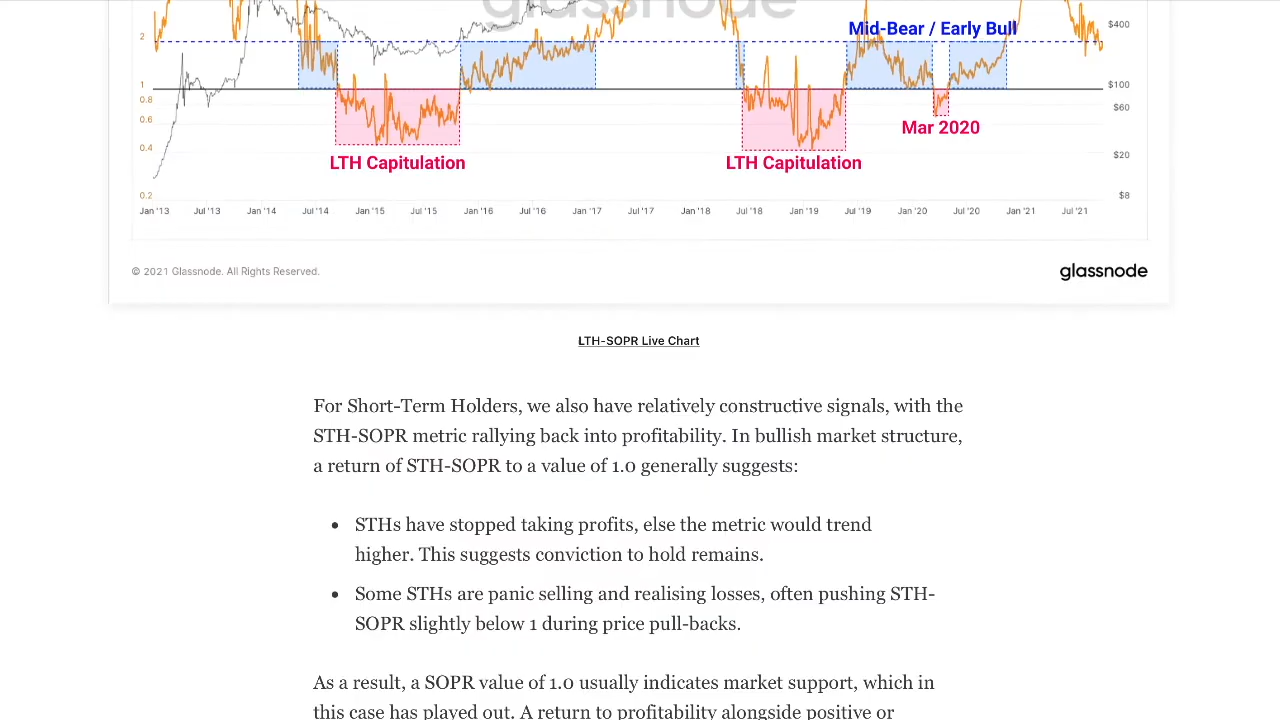 glassnode
$400
Mid-Bear / Early Bull
2
1
$100
0.8
$60
0.6
Mar 2020
0.4
$20
LTH Capitulation
LTH Capitulation
0.2
$8
Jan '13 Jul '13 Jan '14 Jul '14 Jan '15 Jul '15 Jan '16 Jul '16 Jan '17 Jul '17 Jan '18 Jul '18 Jan '19 Jul '19 Jan '20 Jul '20 Jan '21 Jul '21
© 2021 Glassnode. All Rights Reserved.
glassnode
LTH-SOPR Live Chart
For Short-Term Holders, we also have relatively constructive signals, with the
STH-SOPR metric rallying back into profitability. In bullish market structure,
a return of STH-SOPR to a value of 1.0 generally suggests:
• STHs have stopped taking profits, else the metric would trend
higher. This suggests conviction to hold remains.
• Some STHs are panic selling and realising losses, often pushing STH-
SOPR slightly below 1 during price pull-backs.
As a result, a SOPR value of 1.0 usually indicates market support, which in
this case has played out. A return to profitability alongside positive or